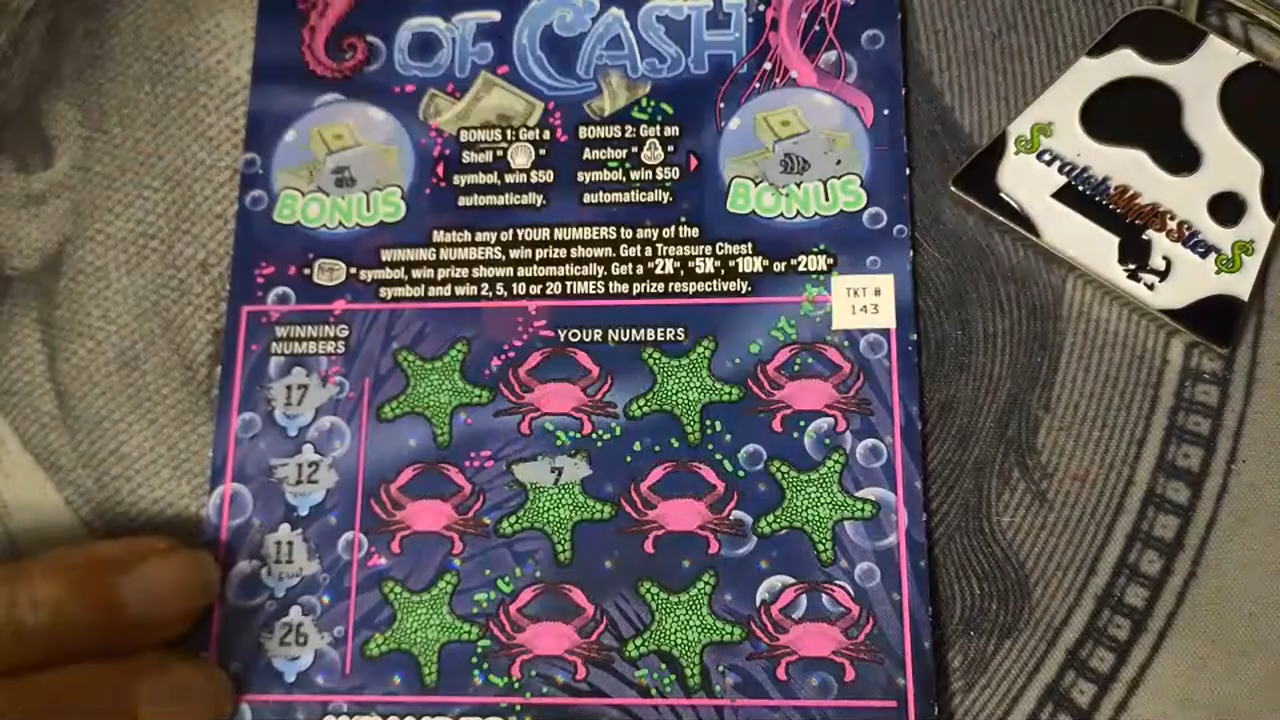 OF CASH
BONUS 1: Get a
Shell " "
symbol, win $50
automatically.
BONUS 2: Get an
Anchor " "
symbol, win $50
automatically.
BONUS
BONUS
Match any of YOUR NUMBERS to any of the
WINNING NUMBERS, win prize shown. Get a Treasure Chest
" " symbol, win prize shown automatically. Get a "2X", "5X", "10X" or "20X"
symbol and win 2, 5, 10 or 20 TIMES the prize respectively.
TKT #
143
WINNING
NUMBERS
YOUR NUMBERS
17
12
11
26
7
$cratchM$ster$